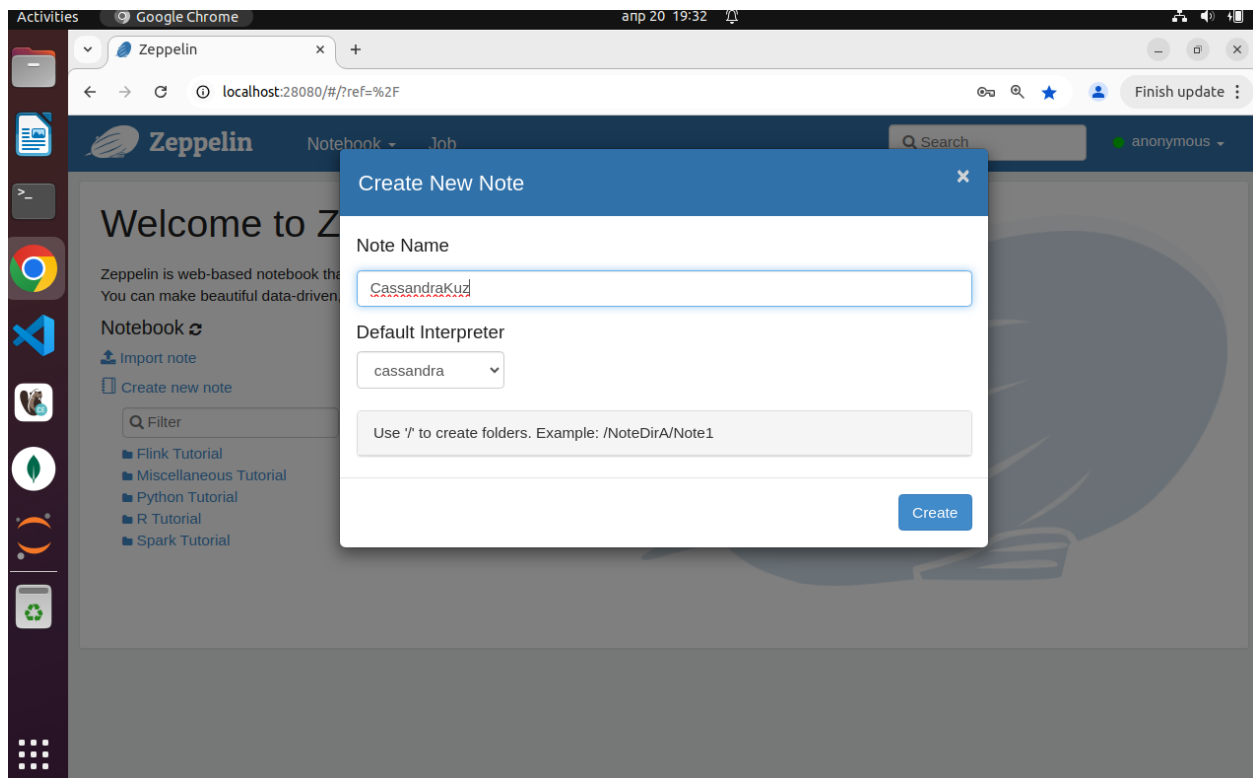 Activities Google Chrome апр 20 19:32
Zeppelin
localhost:28080/#/?ref=%2F Finish update
Zeppelin Notebook Job Search anonymous
Create New Note
Welcome to Z
Note Name
Zeppelin is web-based notebook tha
CassandraKuz
You can make beautiful data-driven,
Notebook
Default Interpreter
Import note
cassandra
Create new note
Filter
Use '/' to create folders. Example: /NoteDirA/Note1
Flink Tutorial
Miscellaneous Tutorial
Python Tutorial
Create
R Tutorial
Spark Tutorial